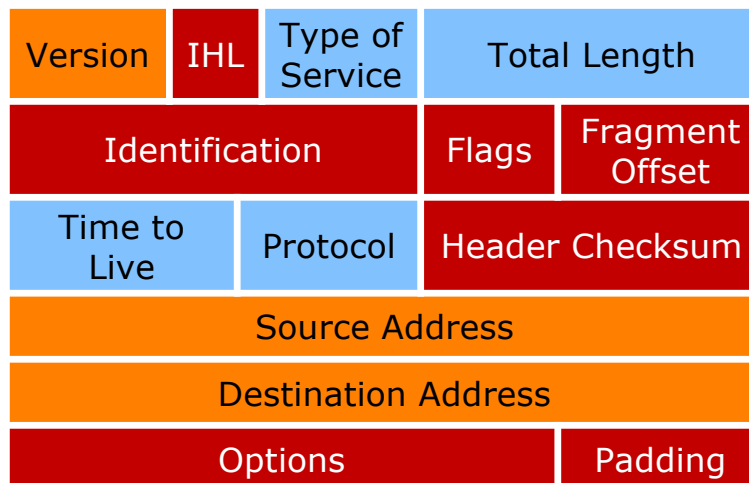 Version
IHL
Type of
Service
Total Length
Identification
Flags
Fragment
Offset
Time to
Live
Protocol
Header Checksum
Source Address
Destination Address
Options
Padding